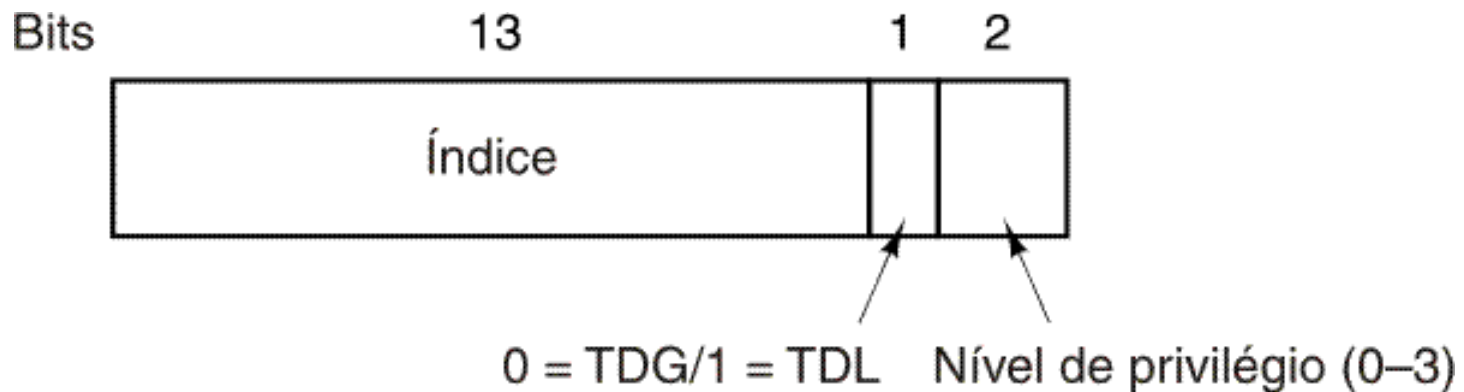 Bits 13 1 2
Índice
0 = TDG/1 = TDL Nível de privilégio (0–3)